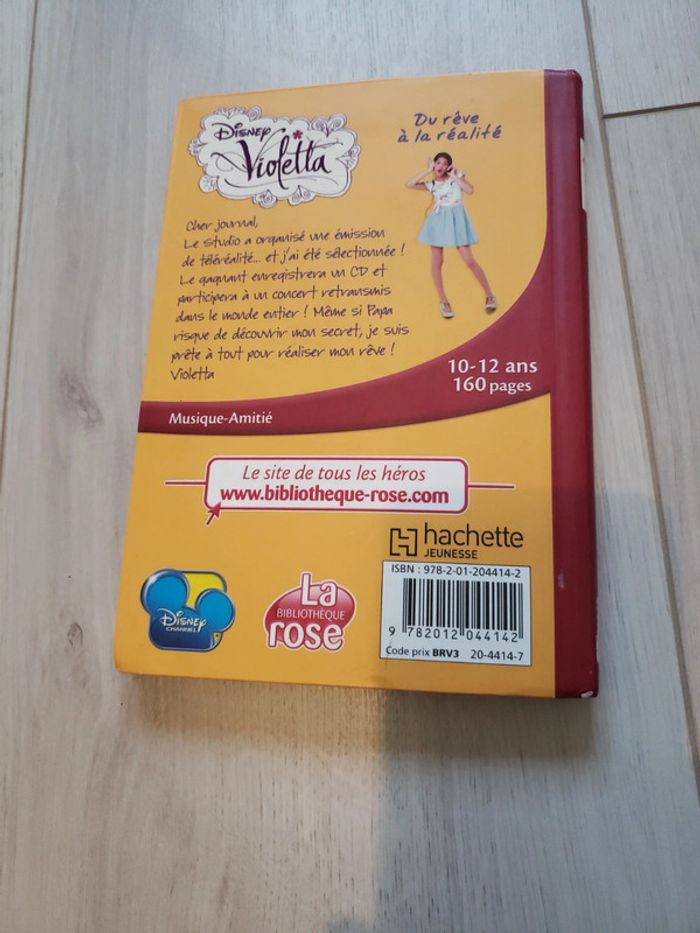 Disney
Violetta
Du rêve
à la réalité
Cher journal,
Le studio a organisé une émission
de téléréalité... et j'ai été sélectionnée !
Le gagnant enregistrera un CD et
participera à un concert retransmis
dans le monde entier ! Même si Papa
risque de découvrir mon secret, je suis
prête à tout pour réaliser mon rêve !
Violetta
10-12 ans
160 pages
Musique-Amitié
Le site de tous les héros
www.bibliotheque-rose.com
hachette
JEUNESSE
ISBN : 978-2-01-204414-2
9 782012 044142
Code prix BRV3 20-4414-7
Disney
CHANNEL
La
BIBLIOTHÈQUE
rose